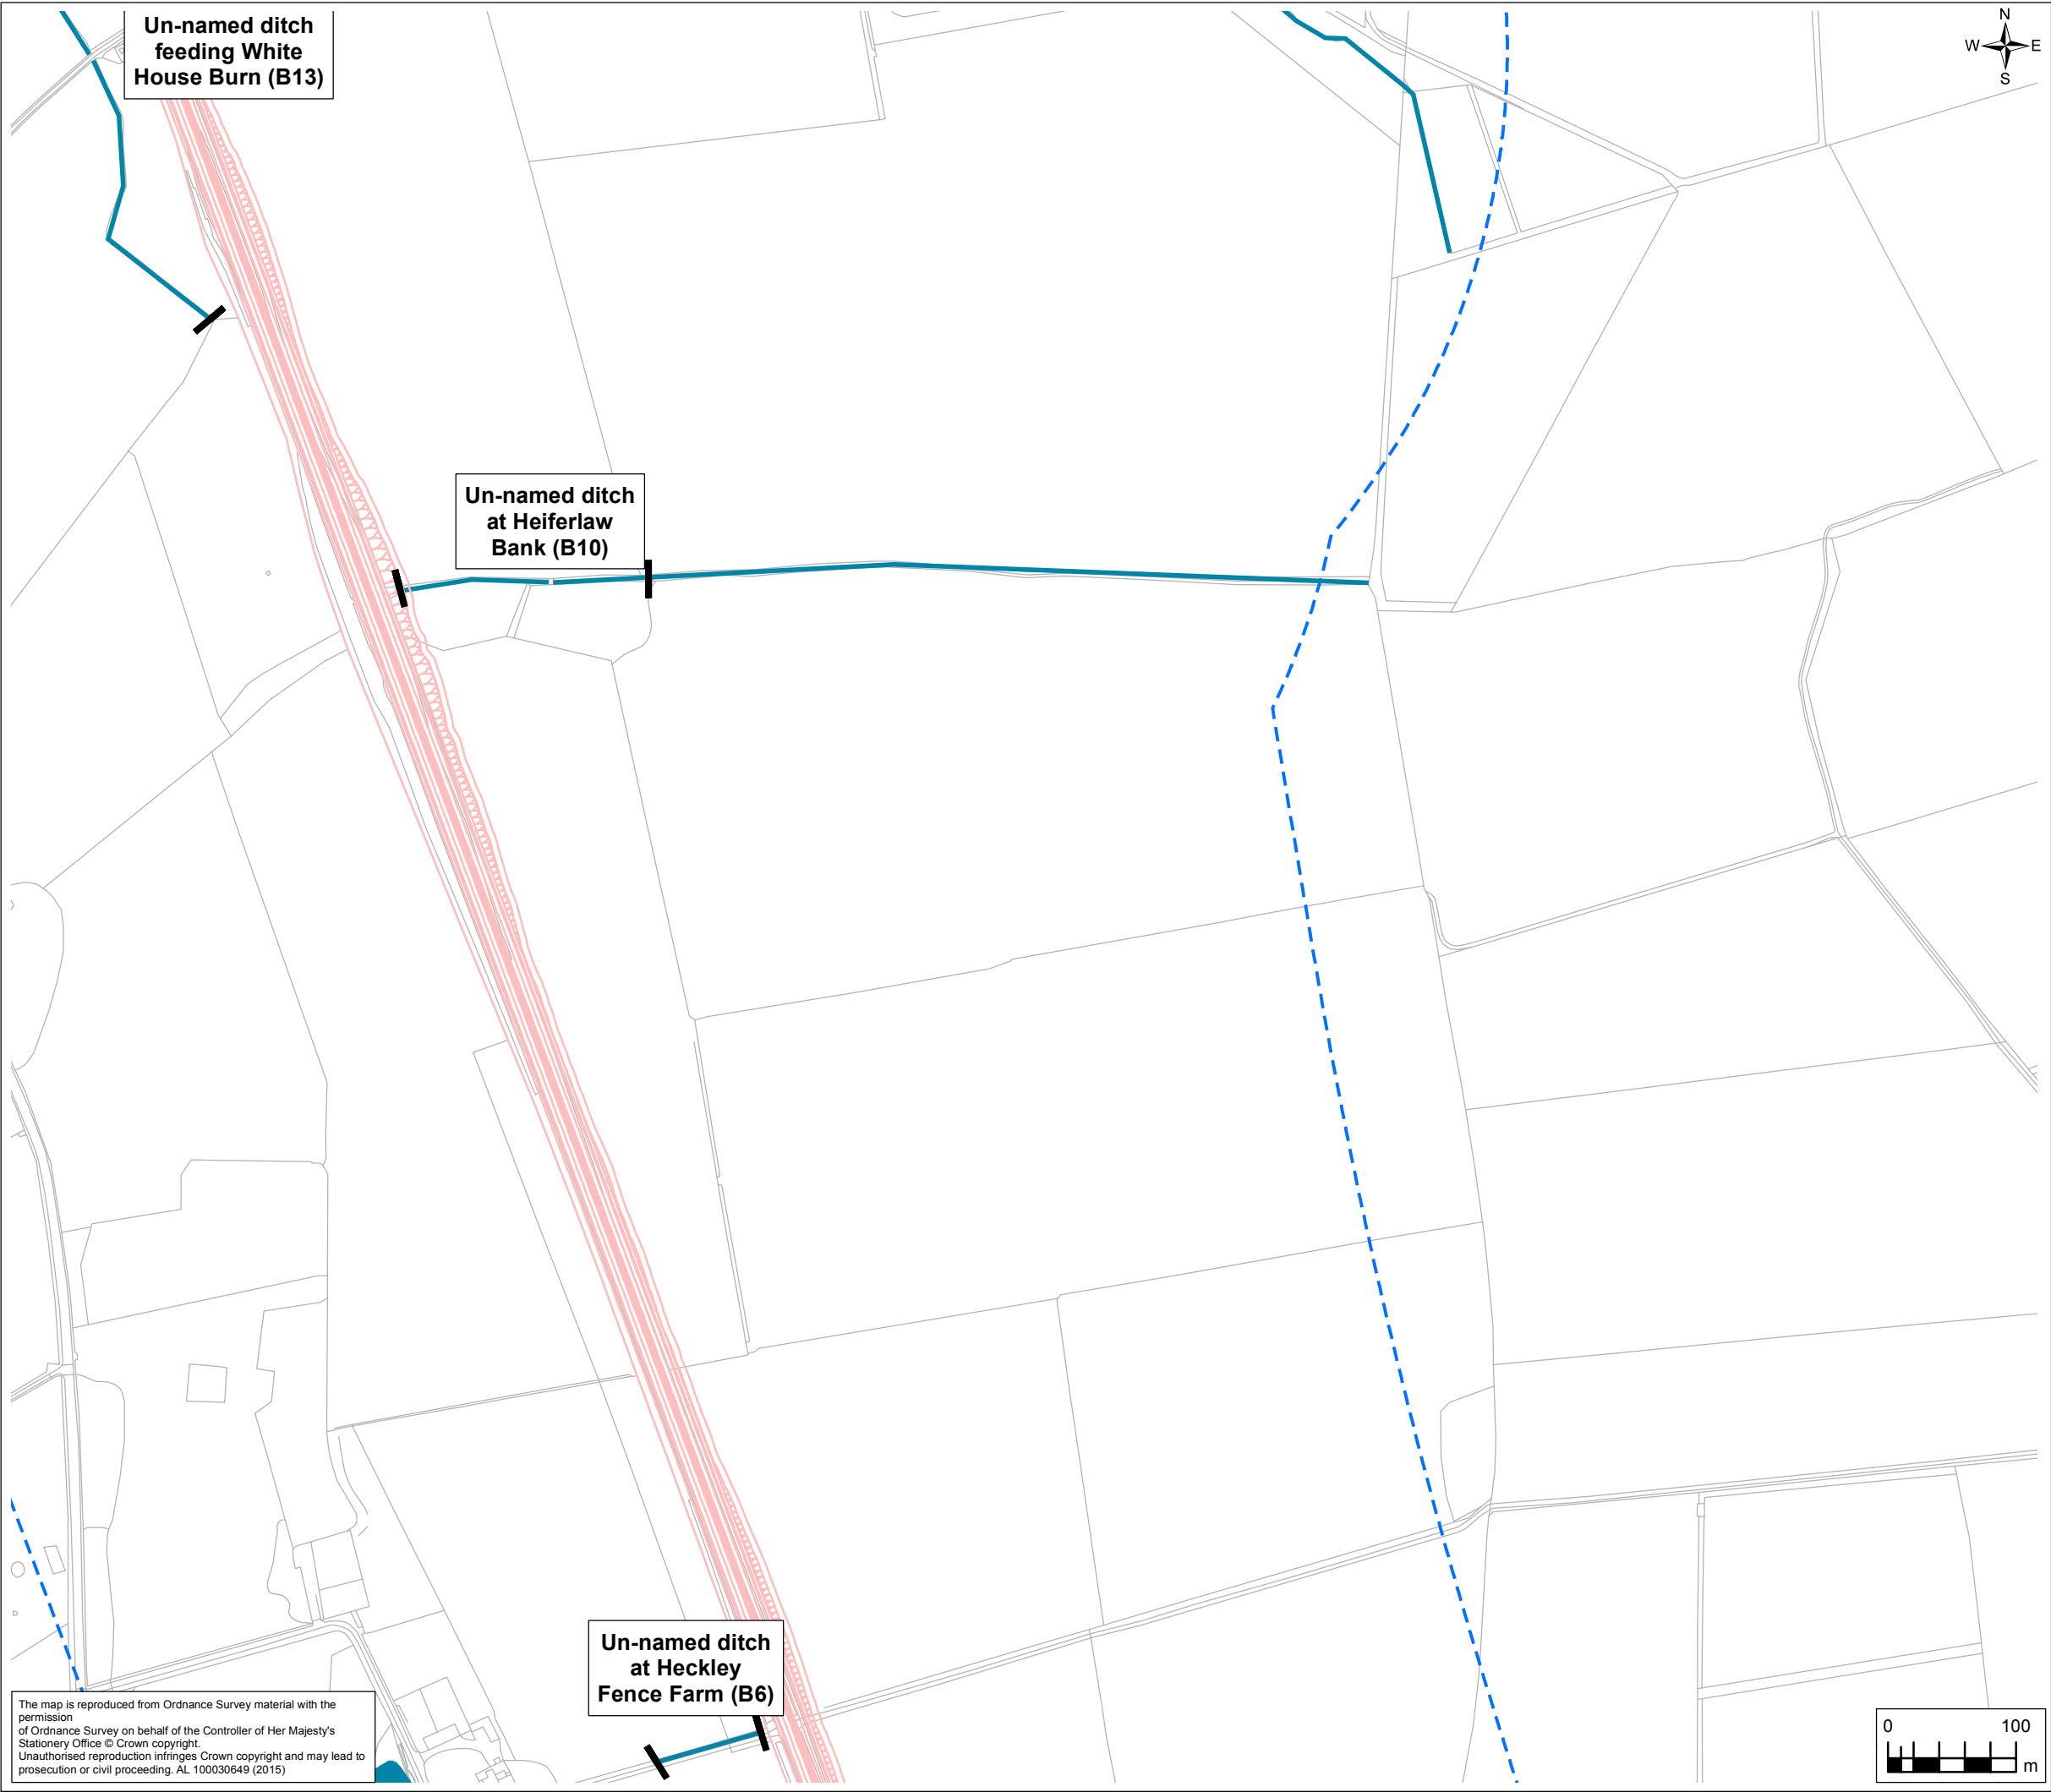 Un-named ditch
feeding White
House Burn (B13)
N
W E
S
Un-named ditch
at Heiferlaw
Bank (B10)
Un-named ditch
at Heckley
Fence Farm (B6)
The map is reproduced from Ordnance Survey material with the
permission
of Ordnance Survey on behalf of the Controller of Her Majesty's
Stationery Office © Crown copyright.
Unauthorised reproduction infringes Crown copyright and may lead to
prosecution or civil proceeding. AL 100030649 (2015)
0 100
m